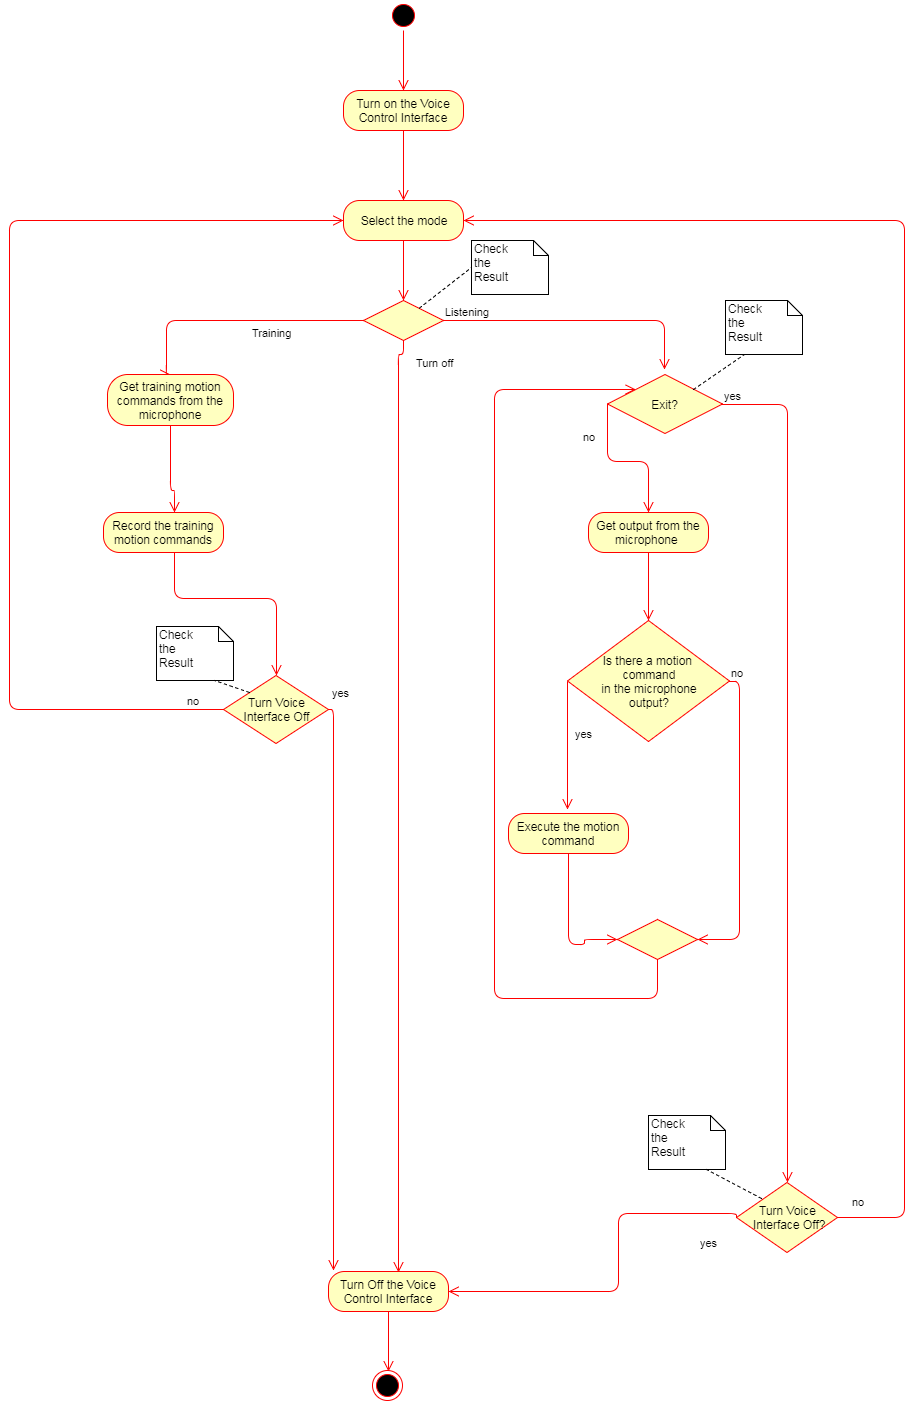 Turn on the Voice
Control Interface
Select the mode
Check
the
Result
Listening
Training
Turn off
Check
the
Result
Get training motion
commands from the
microphone
Exit?
yes
no
Record the training
motion commands
Get output from the
microphone
Check
the
Result
Is there a motion
command
in the microphone
output?
no
yes
no
yes
Turn Voice
Interface Off
Execute the motion
command
Check
the
Result
Turn Voice
Interface Off?
no
yes
Turn Off the Voice
Control Interface